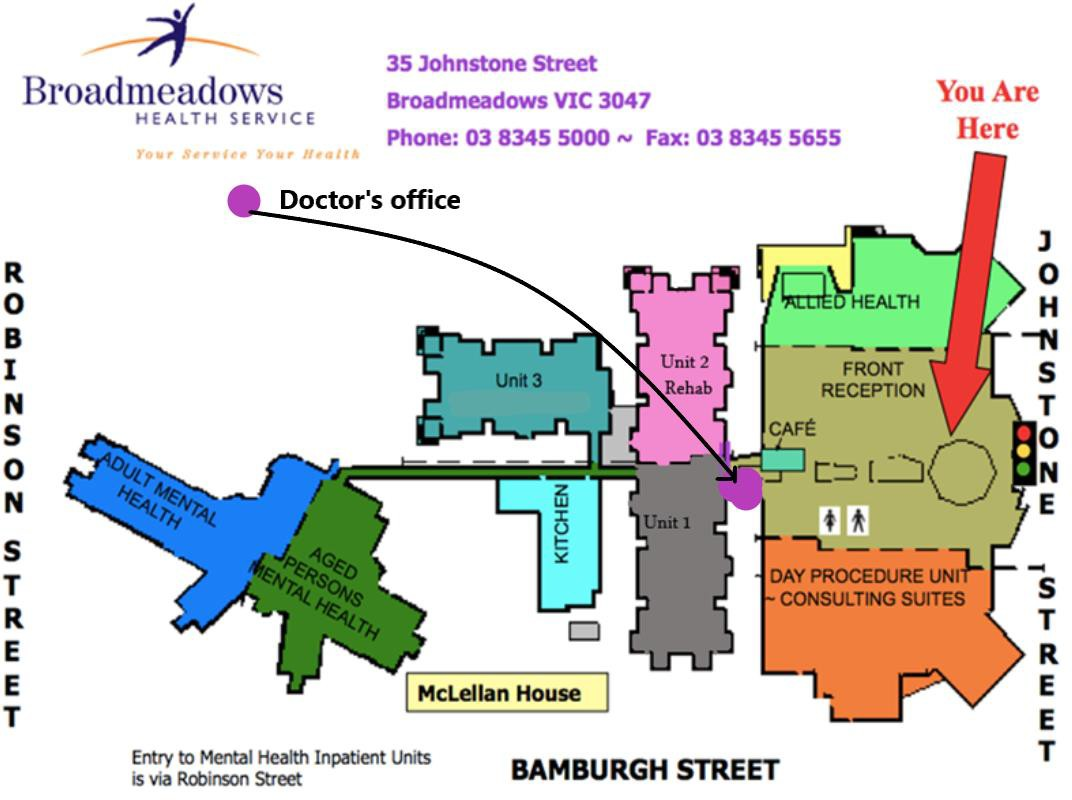 Broadmeadows
HEALTH SERVICE
Your Service Your Health
35 Johnstone Street
Broadmeadows VIC 3047
Phone: 03 8345 5000 ~ Fax: 03 8345 5655
You Are
Here
Doctor's office
ROBINSON STREET
JOHNSTONE STREET
ALLIED HEALTH
FRONT
RECEPTION
Unit 2
Rehab
Unit 3
CAFÉ
ADULT MENTAL
HEALTH
KITCHEN
Unit 1
AGED
PERSONS
MENTAL HEALTH
DAY PROCEDURE UNIT
~ CONSULTING SUITES
McLellan House
Entry to Mental Health Inpatient Units
is via Robinson Street
BAMBURGH STREET